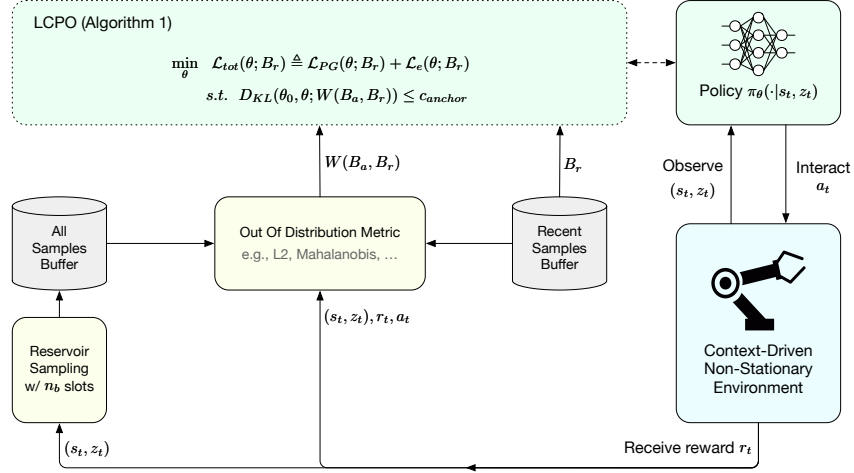 LCPO (Algorithm 1)
min θ ℒ_tot(θ; B_r) ≜ ℒ_PG(θ; B_r) + ℒ_e(θ; B_r)
s.t. D_KL(θ_0, θ; W(B_a, B_r)) ≤ c_anchor
Policy π_θ(·|s_t, z_t)
W(B_a, B_r)
B_r
Observe
(s_t, z_t)
Interact
a_t
All
Samples
Buffer
Out Of Distribution Metric
e.g., L2, Mahalanobis, ...
Recent
Samples
Buffer
(s_t, z_t), r_t, a_t
Reservoir
Sampling
w/ n_b slots
Context-Driven
Non-Stationary
Environment
(s_t, z_t)
Receive reward r_t